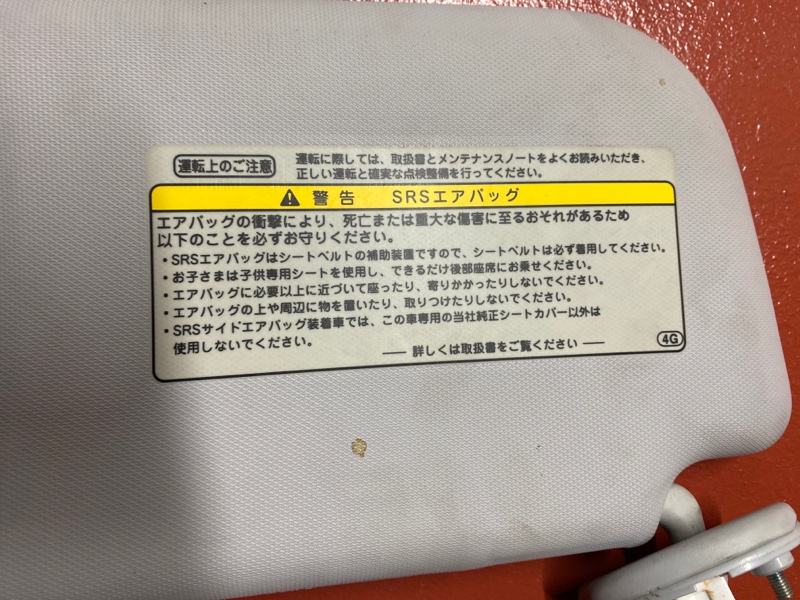 運転上のご注意
運転に際しては、取扱書とメンテナンスノートをよくお読みいただき、
正しい運転と確実な点検整備を行ってください。
警告 SRSエアバッグ
エアバッグの衝撃により、死亡または重大な傷害に至るおそれがあるため
以下のことを必ずお守りください。
・SRSエアバッグはシートベルトの補助装置ですので、シートベルトは必ず着用してください。
・お子さまは子供専用シートを使用し、できるだけ後部座席にお乗せください。
・エアバッグに必要以上に近づいて座ったり、寄りかかったりしないでください。
・エアバッグの上や周辺に物を置いたり、取りつけたりしないでください。
・SRSサイドエアバッグ装着車では、この車専用の当社純正シートカバー以外は
使用しないでください。
── 詳しくは取扱書をご覧ください ──
4G